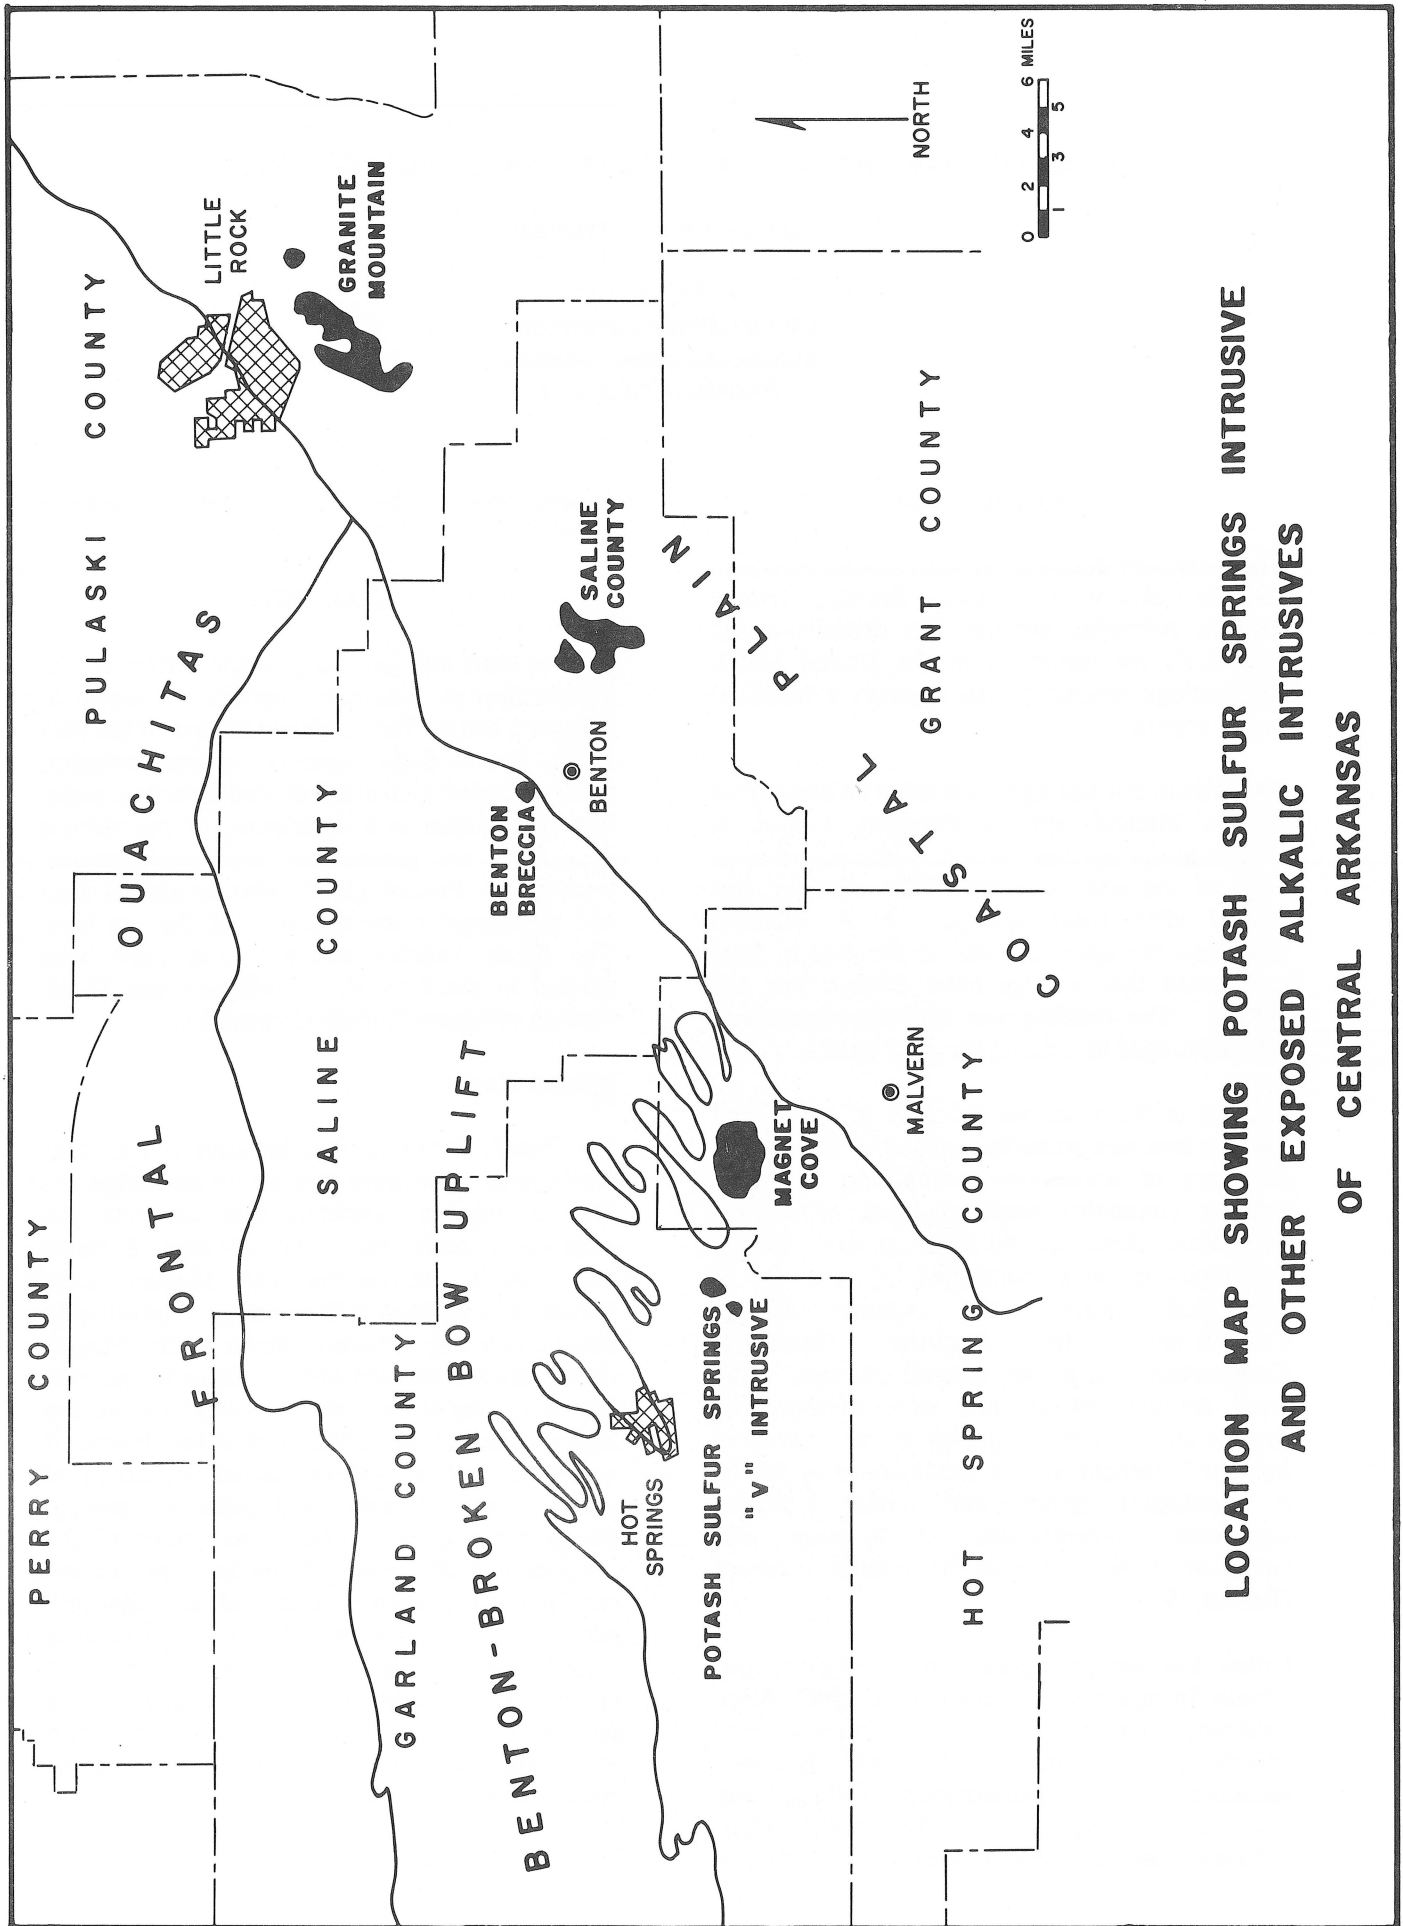 PERRY COUNTY
PULASKI COUNTY
FRONTAL OUACHITAS
LITTLE
ROCK
GRANITE
MOUNTAIN
SALINE COUNTY
GARLAND COUNTY
BENTON-BROKEN BOW UPLIFT
BENTON
BRECCIA
BENTON
SALINE
COUNTY
HOT
SPRINGS
POTASH SULFUR SPRINGS
"V" INTRUSIVE
MAGNET
COVE
MALVERN
COASTAL PLAIN
GRANT COUNTY
HOT SPRING COUNTY
NORTH
0 2 4 6 MILES
1 3 5
LOCATION MAP SHOWING POTASH SULFUR SPRINGS INTRUSIVE
AND OTHER EXPOSED ALKALIC INTRUSIVES
OF CENTRAL ARKANSAS